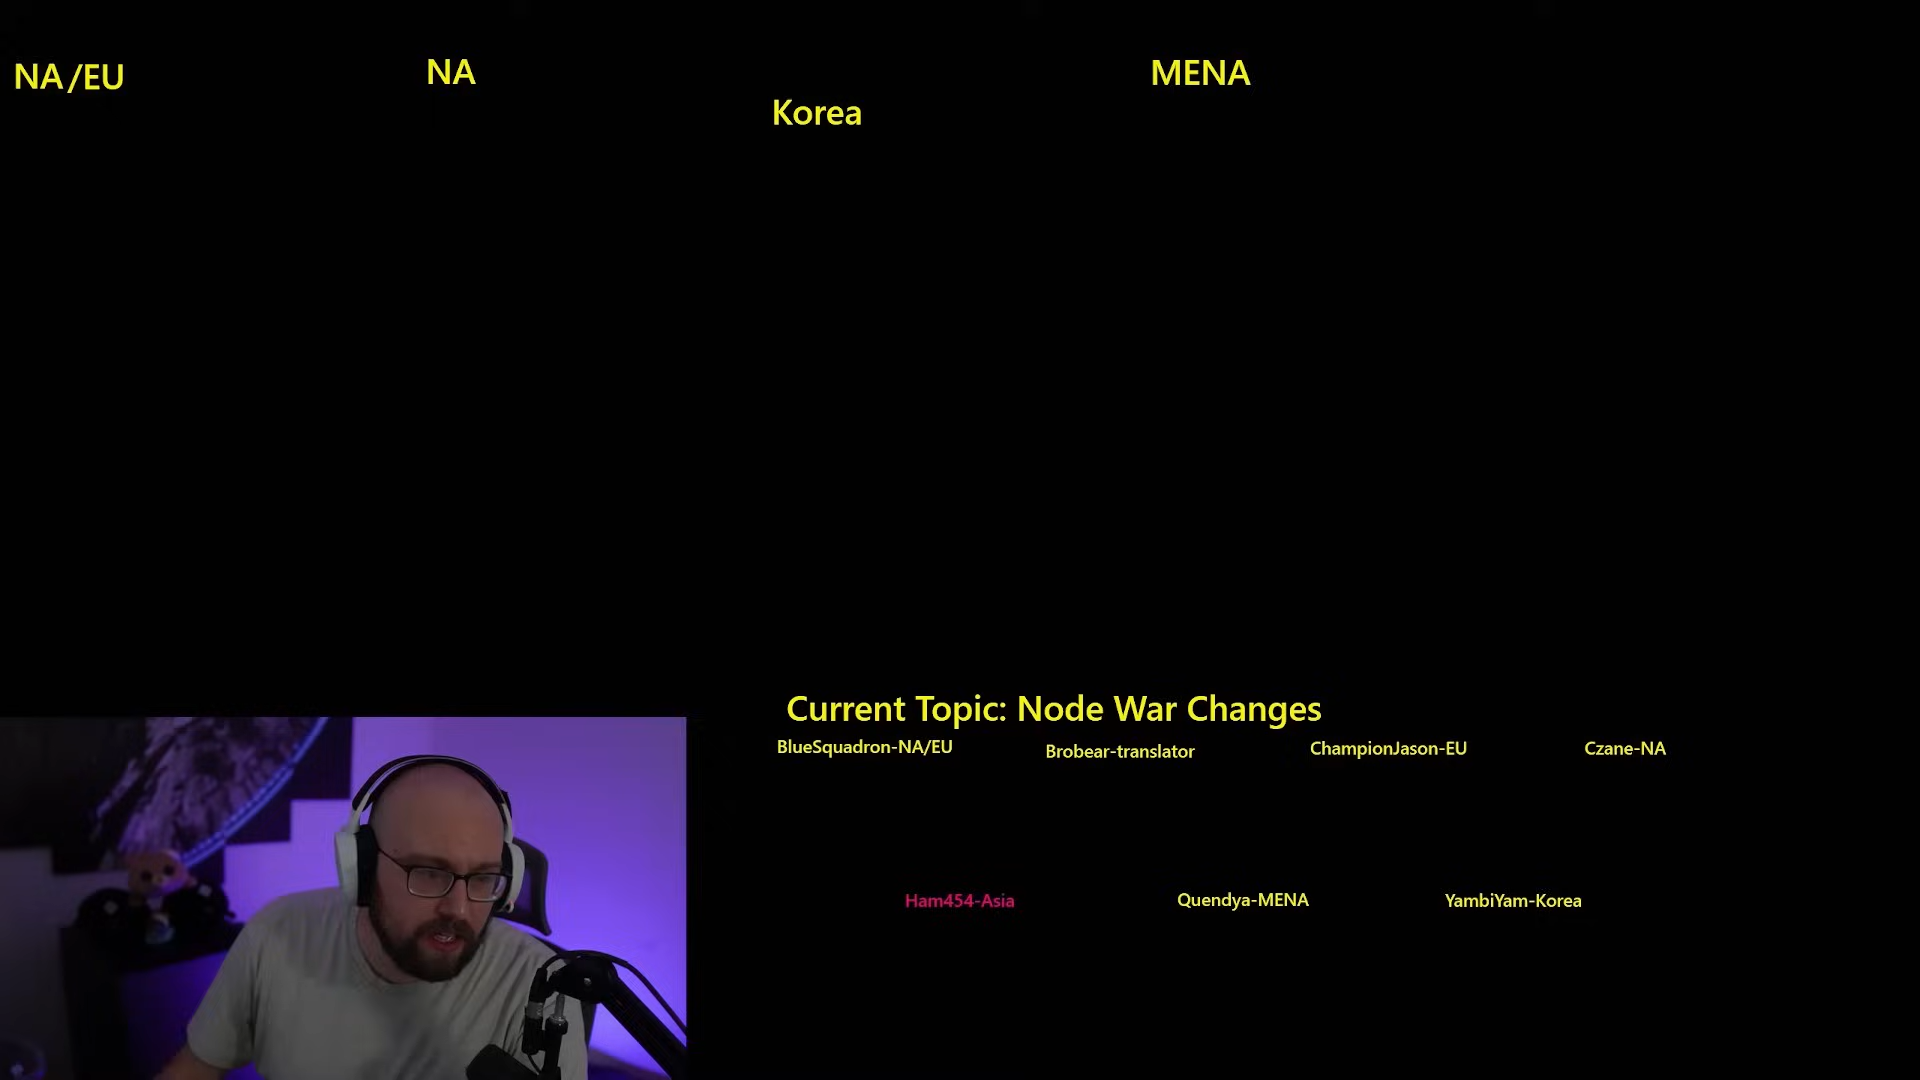 NA/EU
NA
MENA
Korea
Current Topic: Node War Changes
BlueSquadron-NA/EU
Brobear-translator
ChampionJason-EU
Czane-NA
Ham454-Asia
Quendya-MENA
YambiYam-Korea